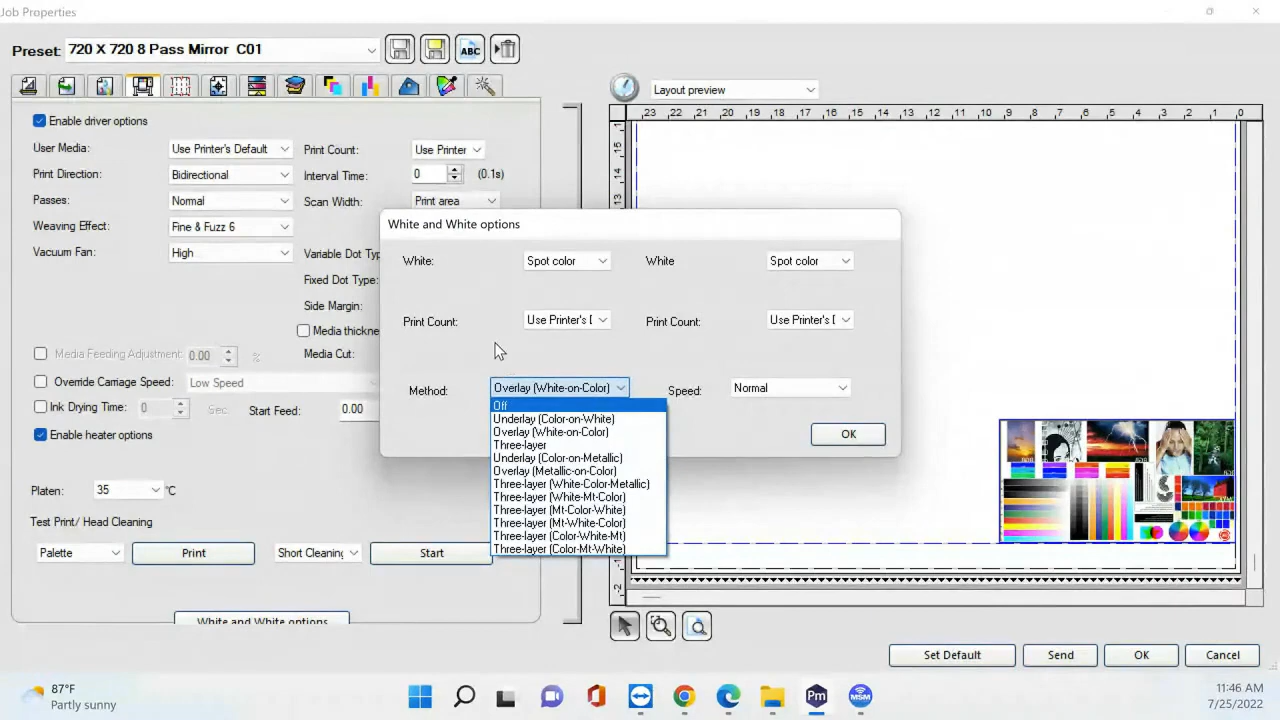 Job Properties
Preset: 720 X 720 8 Pass Mirror C01
ABC
Layout preview
23 22 21 20 19 18 17 16 15 14 13 12 11 10 9 8 7 6 5 4 3 2 1 0
Enable driver options
User Media: Use Printer's Default Print Count: Use Printer
Print Direction: Bidirectional Interval Time: 0 (0.1s)
Passes: Normal Scan Width: Print area
Weaving Effect: Fine & Fuzz 6
Vacuum Fan: High Variable Dot Typ
Fixed Dot Type:
Side Margin:
Media thickne
Media Feeding Adjustment: 0.00 % Media Cut:
Override Carriage Speed: Low Speed
Ink Drying Time: 0 Sec. Start Feed: 0.00
Enable heater options
Platen: 35 °C
Test Print/ Head Cleaning
Palette Print Short Cleaning Start
White and White options
White and White options
White: Spot color White Spot color
Print Count: Use Printer's D Print Count: Use Printer's D
Method: Overlay (White-on-Color) Speed: Normal
Off
Underlay (Color-on-White)
Overlay (White-on-Color)
Three-layer
Underlay (Color-on-Metallic)
Overlay (Metallic-on-Color)
Three-layer (White-Color-Metallic)
Three-layer (White-Mt-Color)
Three-layer (Mt-Color-White)
Three-layer (Mt-White-Color)
Three-layer (Color-White-Mt)
Three-layer (Color-Mt-White)
OK
Set Default Send OK Cancel
87°F
Partly sunny
Pm
MSM
11:46 AM
7/25/2022